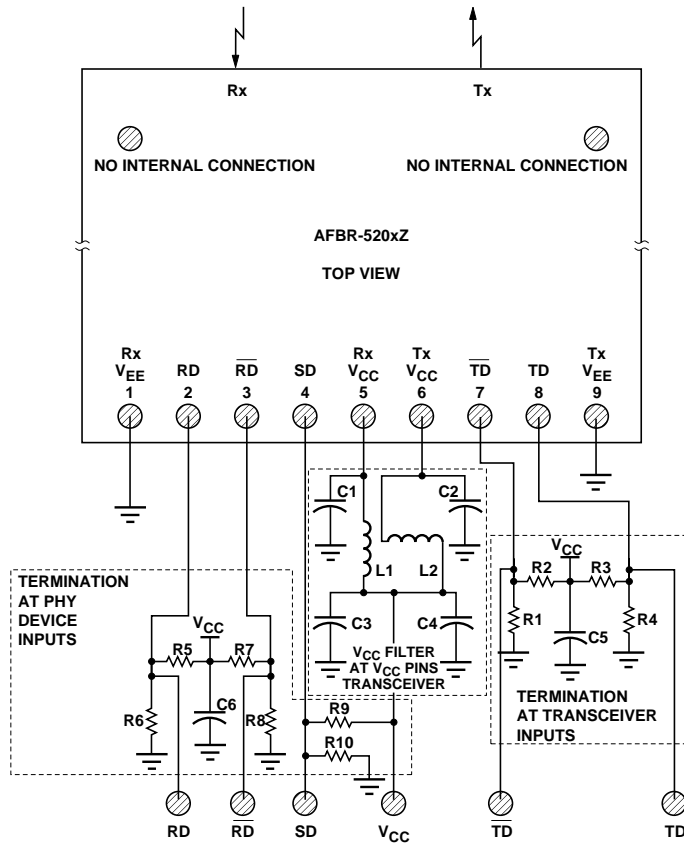 Rx
Tx
NO INTERNAL CONNECTION
NO INTERNAL CONNECTION
AFBR-520xZ
TOP VIEW
Rx
VEE
1
RD
2
RD
3
SD
4
Rx
VCC
5
Tx
VCC
6
TD
7
TD
8
Tx
VEE
9
C1
C2
L1
L2
C3
C4
VCC FILTER
AT VCC PINS
TRANSCEIVER
TERMINATION
AT PHY
DEVICE
INPUTS
VCC
R5
R7
C6
R6
R8
R9
R10
VCC
R2
R3
R1
R4
C5
TERMINATION
AT TRANSCEIVER
INPUTS
RD
RD
SD
VCC
TD
TD